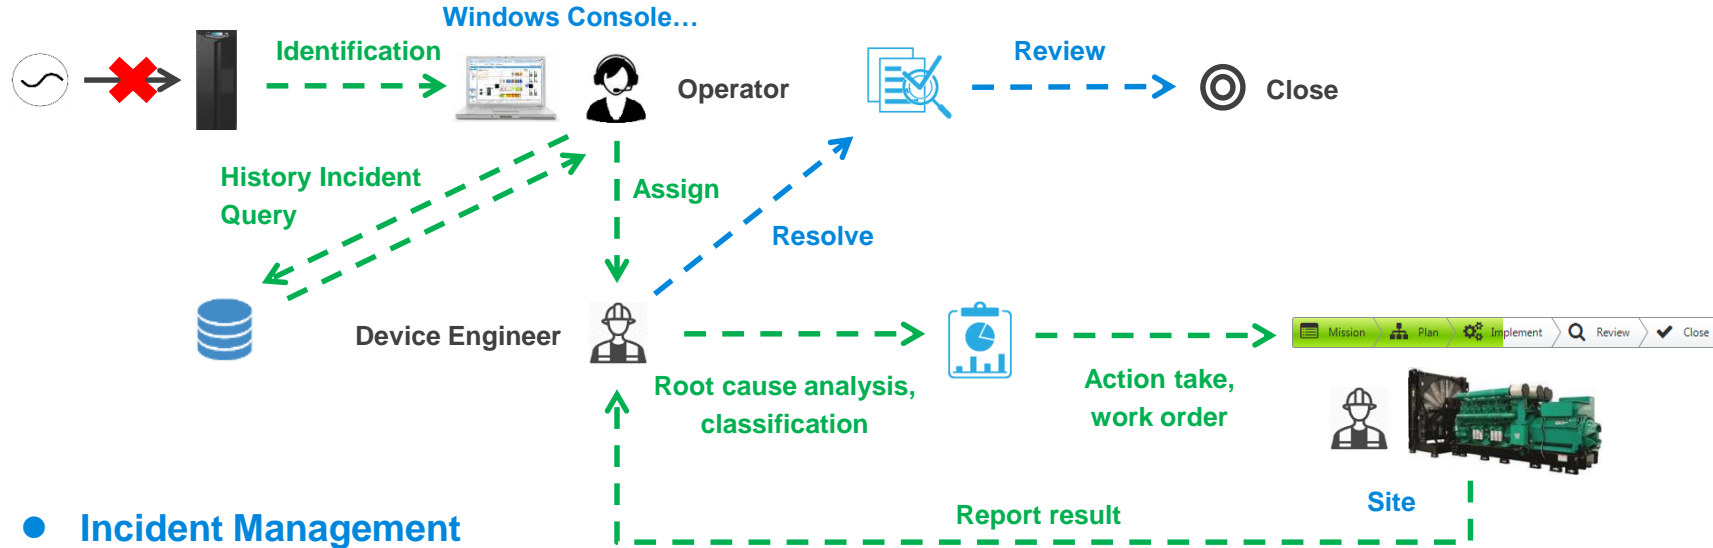 Windows Console…
Identification
Operator
Review
Close
History Incident
Query
Assign
Resolve
Device Engineer
Mission
Plan
Implement
Review
Close
Root cause analysis,
classification
Action take,
work order
Site
Report result
Incident Management